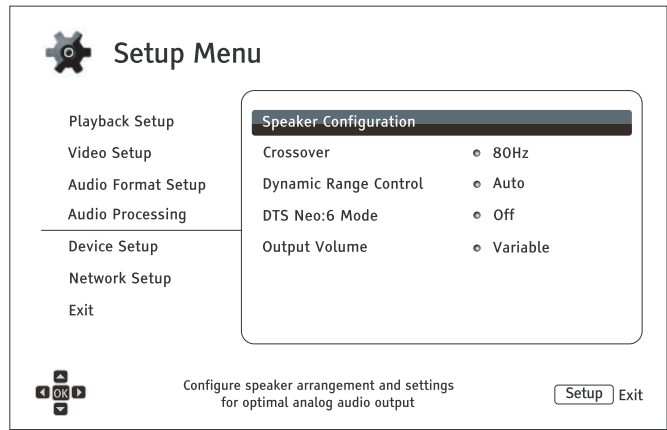 Setup Menu
Playback Setup
Video Setup
Audio Format Setup
Audio Processing
Device Setup
Network Setup
Exit
Speaker Configuration
Crossover 80Hz
Dynamic Range Control Auto
DTS Neo:6 Mode Off
Output Volume Variable
OK
Configure speaker arrangement and settings
for optimal analog audio output
Setup Exit